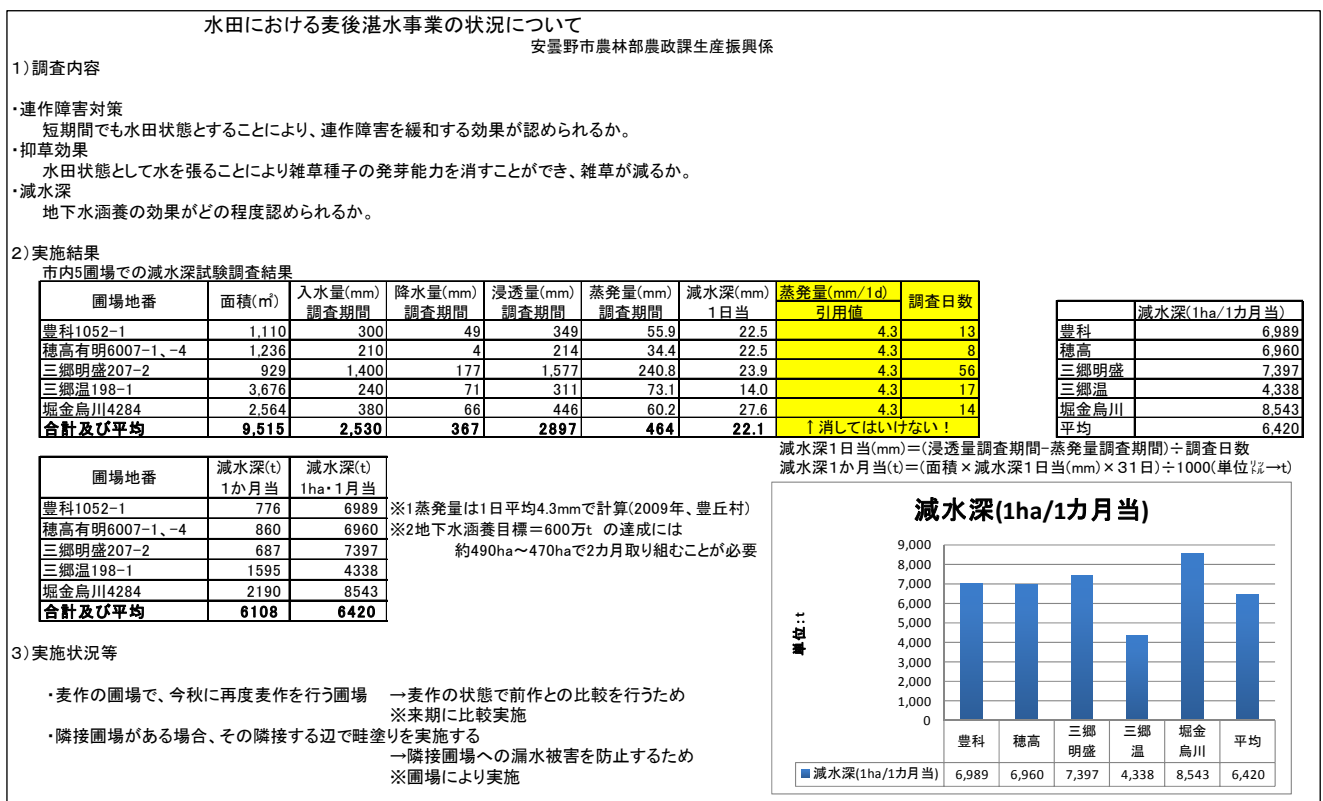 水田における麦後湛水事業の状況について
安曇野市農林部農政課生産振興係
1)調査内容
・連作障害対策
短期間でも水田状態とすることにより、連作障害を緩和する効果が認められるか。
・抑草効果
水田状態として水を張ることにより雑草種子の発芽能力を消すことができ、雑草が減るか。
・減水深
地下水涵養の効果がどの程度認められるか。
2)実施結果
市内5圃場での減水深試験調査結果
圃場地番 面積(㎡) 入水量(mm) 調査期間 降水量(mm) 調査期間 浸透量(mm) 調査期間 蒸発量(mm) 調査期間 減水深(mm) 1日当 蒸発量(mm/1d) 引用値 調査日数
豊科1052-1 1,110 300 49 349 55.9 22.5 4.3 13
穂高有明6007-1、-4 1,236 210 4 214 34.4 22.5 4.3 8
三郷明盛207-2 929 1,400 177 1,577 240.8 23.9 4.3 56
三郷温198-1 3,676 240 71 311 73.1 14.0 4.3 17
堀金烏川4284 2,564 380 66 446 60.2 27.6 4.3 14
合計及び平均 9,515 2,530 367 2897 464 22.1 ↑消してはいけない!
減水深(1ha/1カ月当)
豊科 6,989
穂高 6,960
三郷明盛 7,397
三郷温 4,338
堀金烏川 8,543
平均 6,420
減水深1日当(mm)=(浸透量調査期間-蒸発量調査期間)÷調査日数
減水深1か月当(t)=(面積×減水深1日当(mm)×31日)÷1000(単位㍑→t)
圃場地番 減水深(t) 1か月当 減水深(t) 1ha・1月当
豊科1052-1 776 6989
穂高有明6007-1、-4 860 6960
三郷明盛207-2 687 7397
三郷温198-1 1595 4338
堀金烏川4284 2190 8543
合計及び平均 6108 6420
※1蒸発量は1日平均4.3mmで計算(2009年、豊丘村)
※2地下水涵養目標=600万t の達成には
約490ha~470haで2カ月取り組むことが必要
減水深(1ha/1カ月当)
単位:t
9,000
8,000
7,000
6,000
5,000
4,000
3,000
2,000
1,000
0
豊科 穂高 三郷明盛 三郷温 堀金烏川 平均
減水深(1ha/1カ月当) 6,989 6,960 7,397 4,338 8,543 6,420
3)実施状況等
・麦作の圃場で、今秋に再度麦作を行う圃場 →麦作の状態で前作との比較を行うため
※来期に比較実施
・隣接圃場がある場合、その隣接する辺で畦塗りを実施する
→隣接圃場への漏水被害を防止するため
※圃場により実施